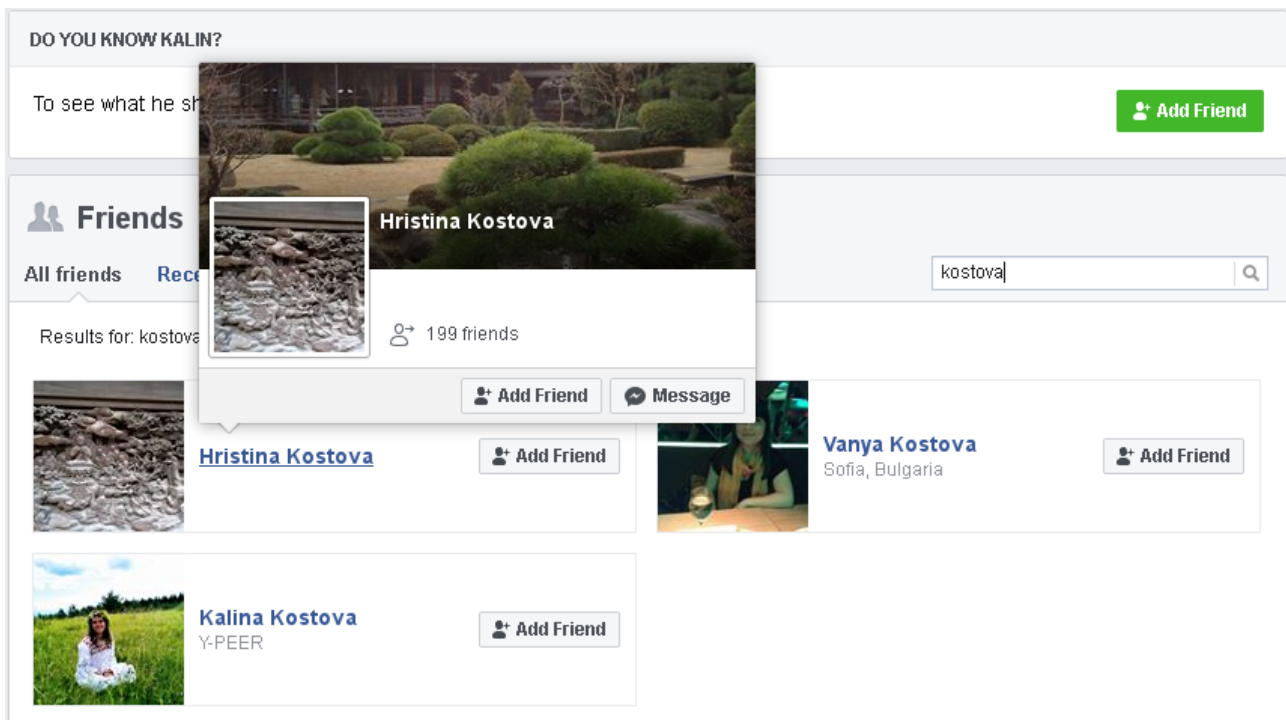 DO YOU KNOW KALIN?
To see what he sh
Add Friend
Hristina Kostova
199 friends
Add Friend
Message
Friends
All friends
Rece
kostova
Results for: kostova
Hristina Kostova
Add Friend
Vanya Kostova
Sofia, Bulgaria
Add Friend
Kalina Kostova
Y-PEER
Add Friend